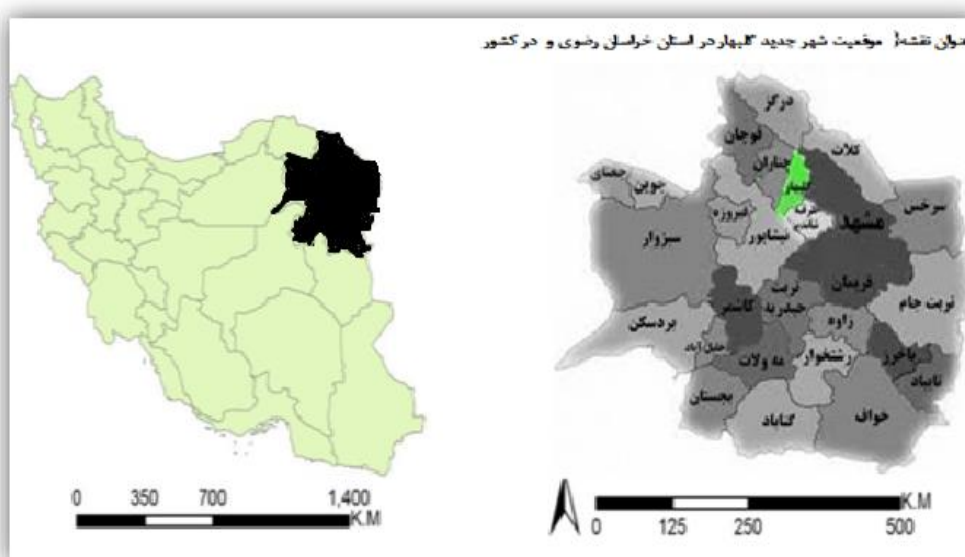 عنوان نقشه{ موقعیت شهر جدید گلبهار در استان خراسان رضوی و در کشور
درگز
قوچان
کلات
چناران
جغتای
جوین
گلبهار
سرخس
فیروزه
مشهد
سبزوار
نیشابور
فریمان
تربت
حیدریه
کاشمر
تربت جام
بردسکن
زاوه
خلیل آباد
مه ولات
رشتخوار
باخرز
تایباد
بجستان
گناباد
خواف
0 350 700 1,400
K.M
K.M
0 125 250 500